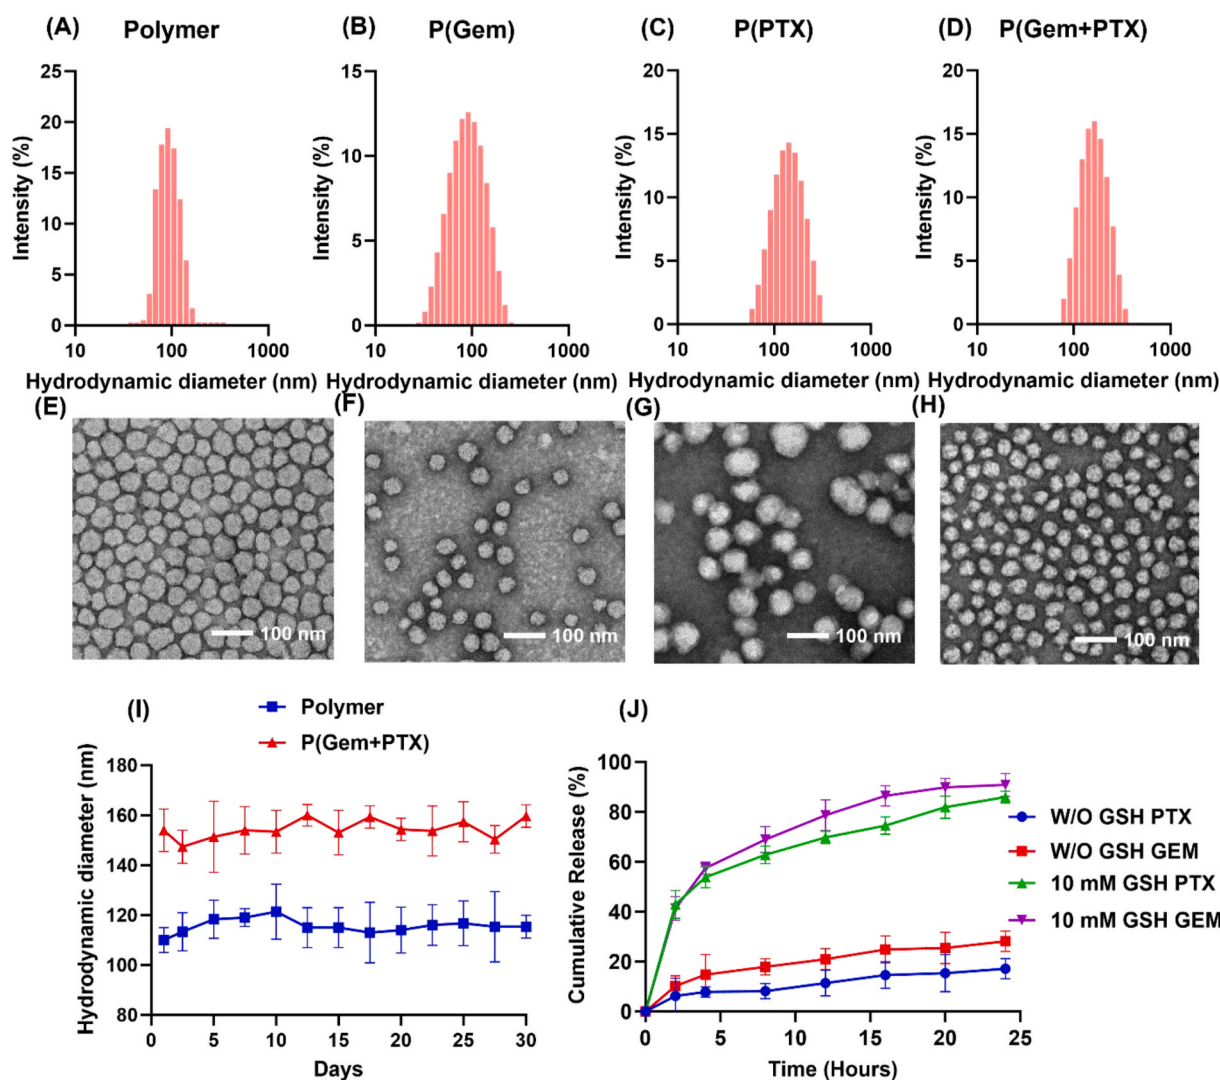 (A) Polymer
(B) P(Gem)
(C) P(PTX)
(D) P(Gem+PTX)
Intensity (%)
25
20
15
10
5
0
10 100 1000
Hydrodynamic diameter (nm)
Intensity (%)
15
10
5
0
10 100 1000
Hydrodynamic diameter (nm)
Intensity (%)
20
15
10
5
0
10 100 1000
Hydrodynamic diameter (nm)
Intensity (%)
20
15
10
5
0
10 100 1000
Hydrodynamic diameter (nm)
(E)
100 nm
(F)
100 nm
(G)
100 nm
(H)
100 nm
(I)
Polymer
P(Gem+PTX)
Hydrodynamic diameter (nm)
180
160
140
120
100
80
0 5 10 15 20 25 30
Days
(J)
Cumulative Release (%)
100
80
60
40
20
0
0 5 10 15 20 25
Time (Hours)
W/O GSH PTX
W/O GSH GEM
10 mM GSH PTX
10 mM GSH GEM